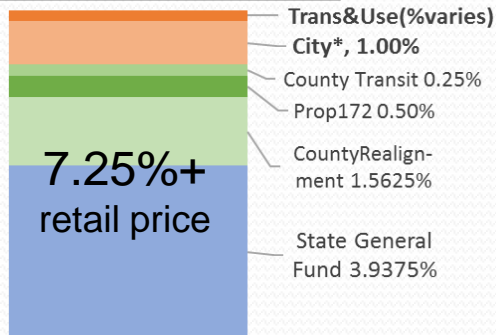 Trans&Use(%varies)
City*, 1.00%
County Transit 0.25%
Prop172 0.50%
CountyRealign-
ment 1.5625%
7.25%+
retail price
State General
Fund 3.9375%